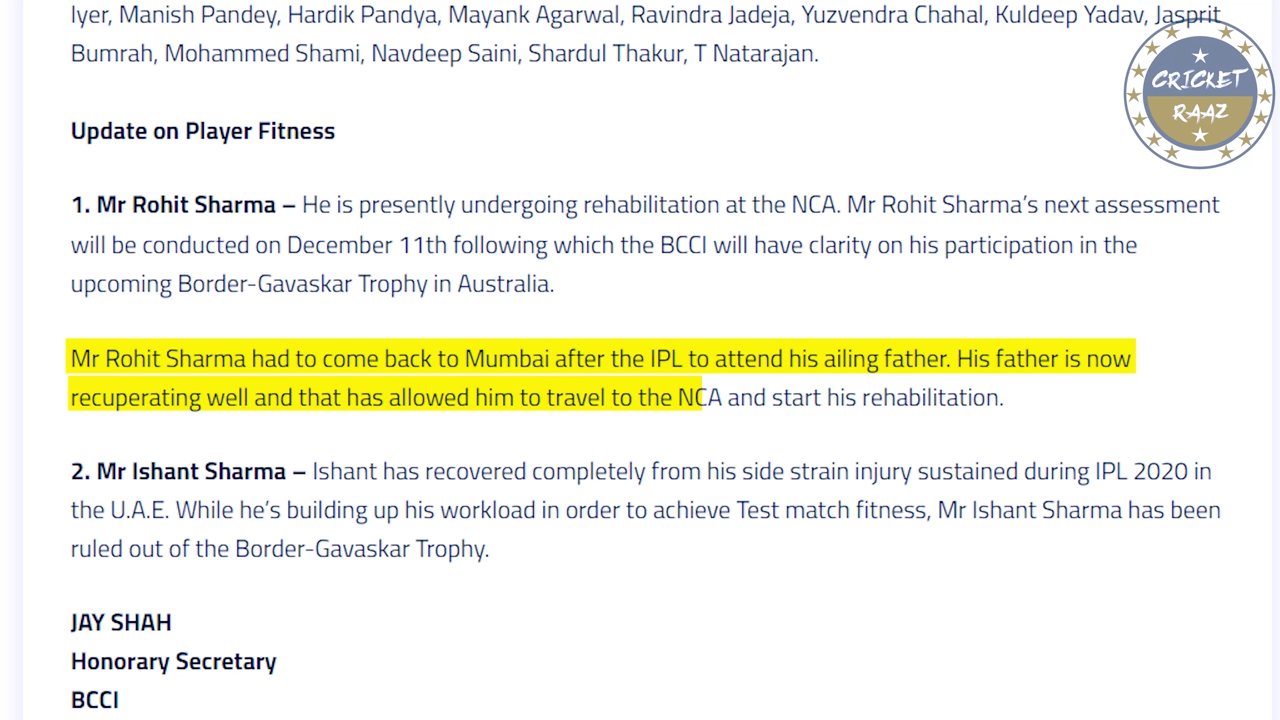 Iyer, Manish Pandey, Hardik Pandya, Mayank Agarwal, Ravindra Jadeja, Yuzvendra Chahal, Kuldeep Yadav, Jasprit
Bumrah, Mohammed Shami, Navdeep Saini, Shardul Thakur, T Natarajan.
CRICKET
RAAZ
Update on Player Fitness
1. Mr Rohit Sharma – He is presently undergoing rehabilitation at the NCA. Mr Rohit Sharma’s next assessment
will be conducted on December 11th following which the BCCI will have clarity on his participation in the
upcoming Border-Gavaskar Trophy in Australia.
Mr Rohit Sharma had to come back to Mumbai after the IPL to attend his ailing father. His father is now
recuperating well and that has allowed him to travel to the NCA and start his rehabilitation.
2. Mr Ishant Sharma – Ishant has recovered completely from his side strain injury sustained during IPL 2020 in
the U.A.E. While he’s building up his workload in order to achieve Test match fitness, Mr Ishant Sharma has been
ruled out of the Border-Gavaskar Trophy.
JAY SHAH
Honorary Secretary
BCCI